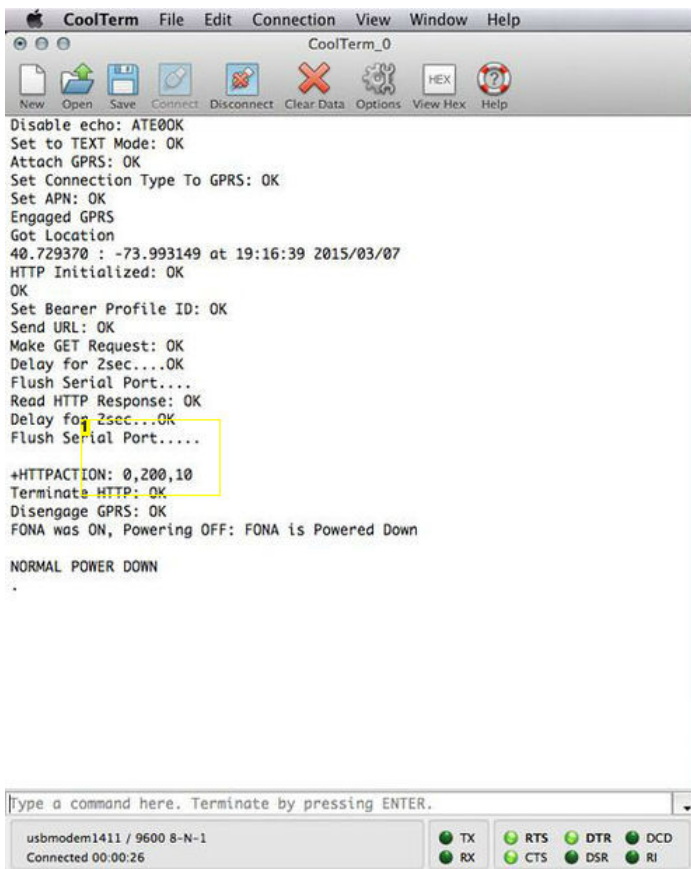 CoolTerm File Edit Connection View Window Help
CoolTerm_0
New Open Save Connect Disconnect Clear Data Options View Hex Help
HEX
Disable echo: ATE0OK
Set to TEXT Mode: OK
Attach GPRS: OK
Set Connection Type To GPRS: OK
Set APN: OK
Engaged GPRS
Got Location
40.729370 : -73.993149 at 19:16:39 2015/03/07
HTTP Initialized: OK
OK
Set Bearer Profile ID: OK
Send URL: OK
Make GET Request: OK
Delay for 2sec....OK
Flush Serial Port....
Read HTTP Response: OK
Delay for 2sec...OK
1
Flush Serial Port.....
+HTTPACTION: 0,200,10
Terminate HTTP: OK
Disengage GPRS: OK
FONA was ON, Powering OFF: FONA is Powered Down
NORMAL POWER DOWN
.
Type a command here. Terminate by pressing ENTER.
usbmodem1411 / 9600 8-N-1
Connected 00:00:26
TX RTS DTR DCD
RX CTS DSR RI